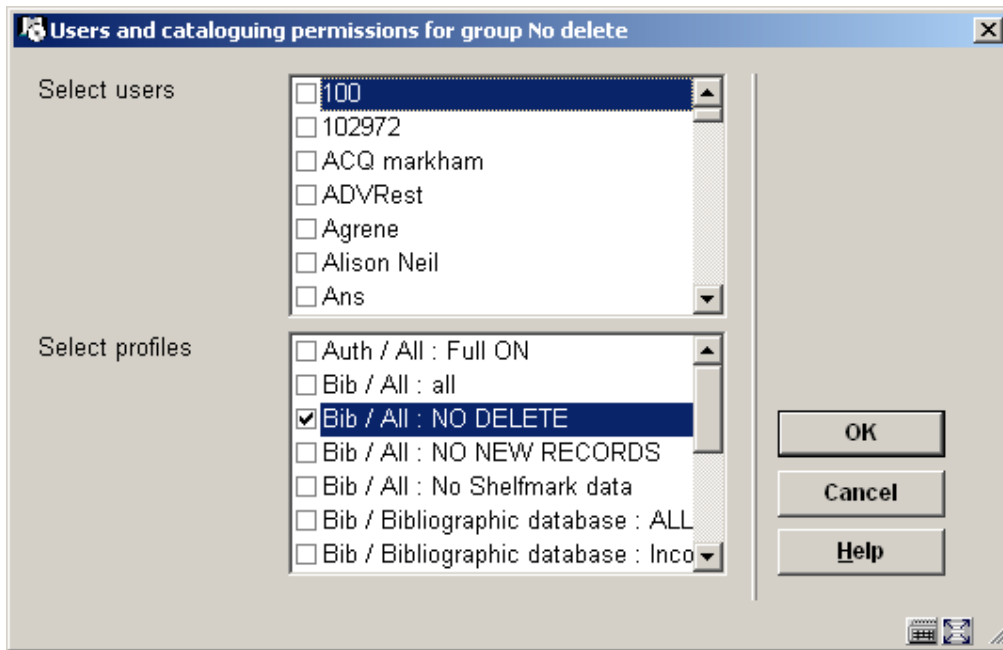 Users and cataloguing permissions for group No delete
Select users
100
102972
ACQ markham
ADVRest
Agrene
Alison Neil
Ans
Select profiles
Auth / All : Full ON
Bib / All : all
Bib / All : NO DELETE
Bib / All : NO NEW RECORDS
Bib / All : No Shelfmark data
Bib / Bibliographic database : ALL
Bib / Bibliographic database : Inco
OK
Cancel
Help